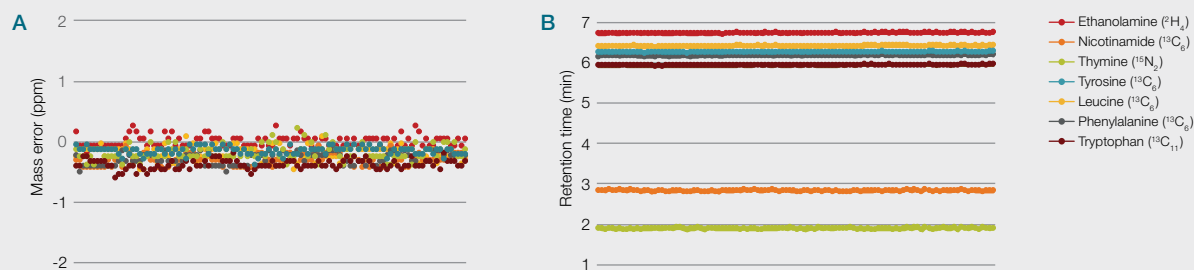 A
Mass error (ppm)
2
1
0
-1
-2
B
Retention time (min)
7
6
5
4
3
2
1
Ethanolamine (²H₄)
Nicotinamide (¹³C₆)
Thymine (¹⁵N₂)
Tyrosine (¹³C₆)
Leucine (¹³C₆)
Phenylalanine (¹³C₆)
Tryptophan (¹³C₁₁)